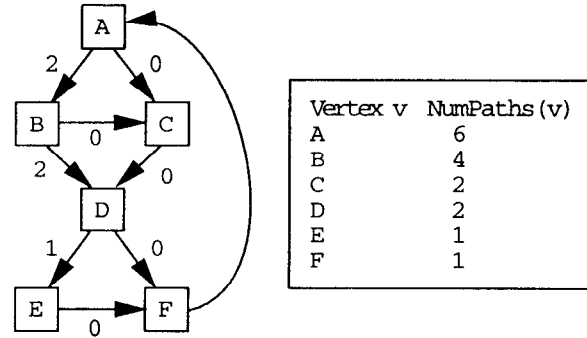 A
2 0
B 0 C
2 0
D
1 0
E 0 F
Vertex v NumPaths(v)
A 6
B 4
C 2
D 2
E 1
F 1